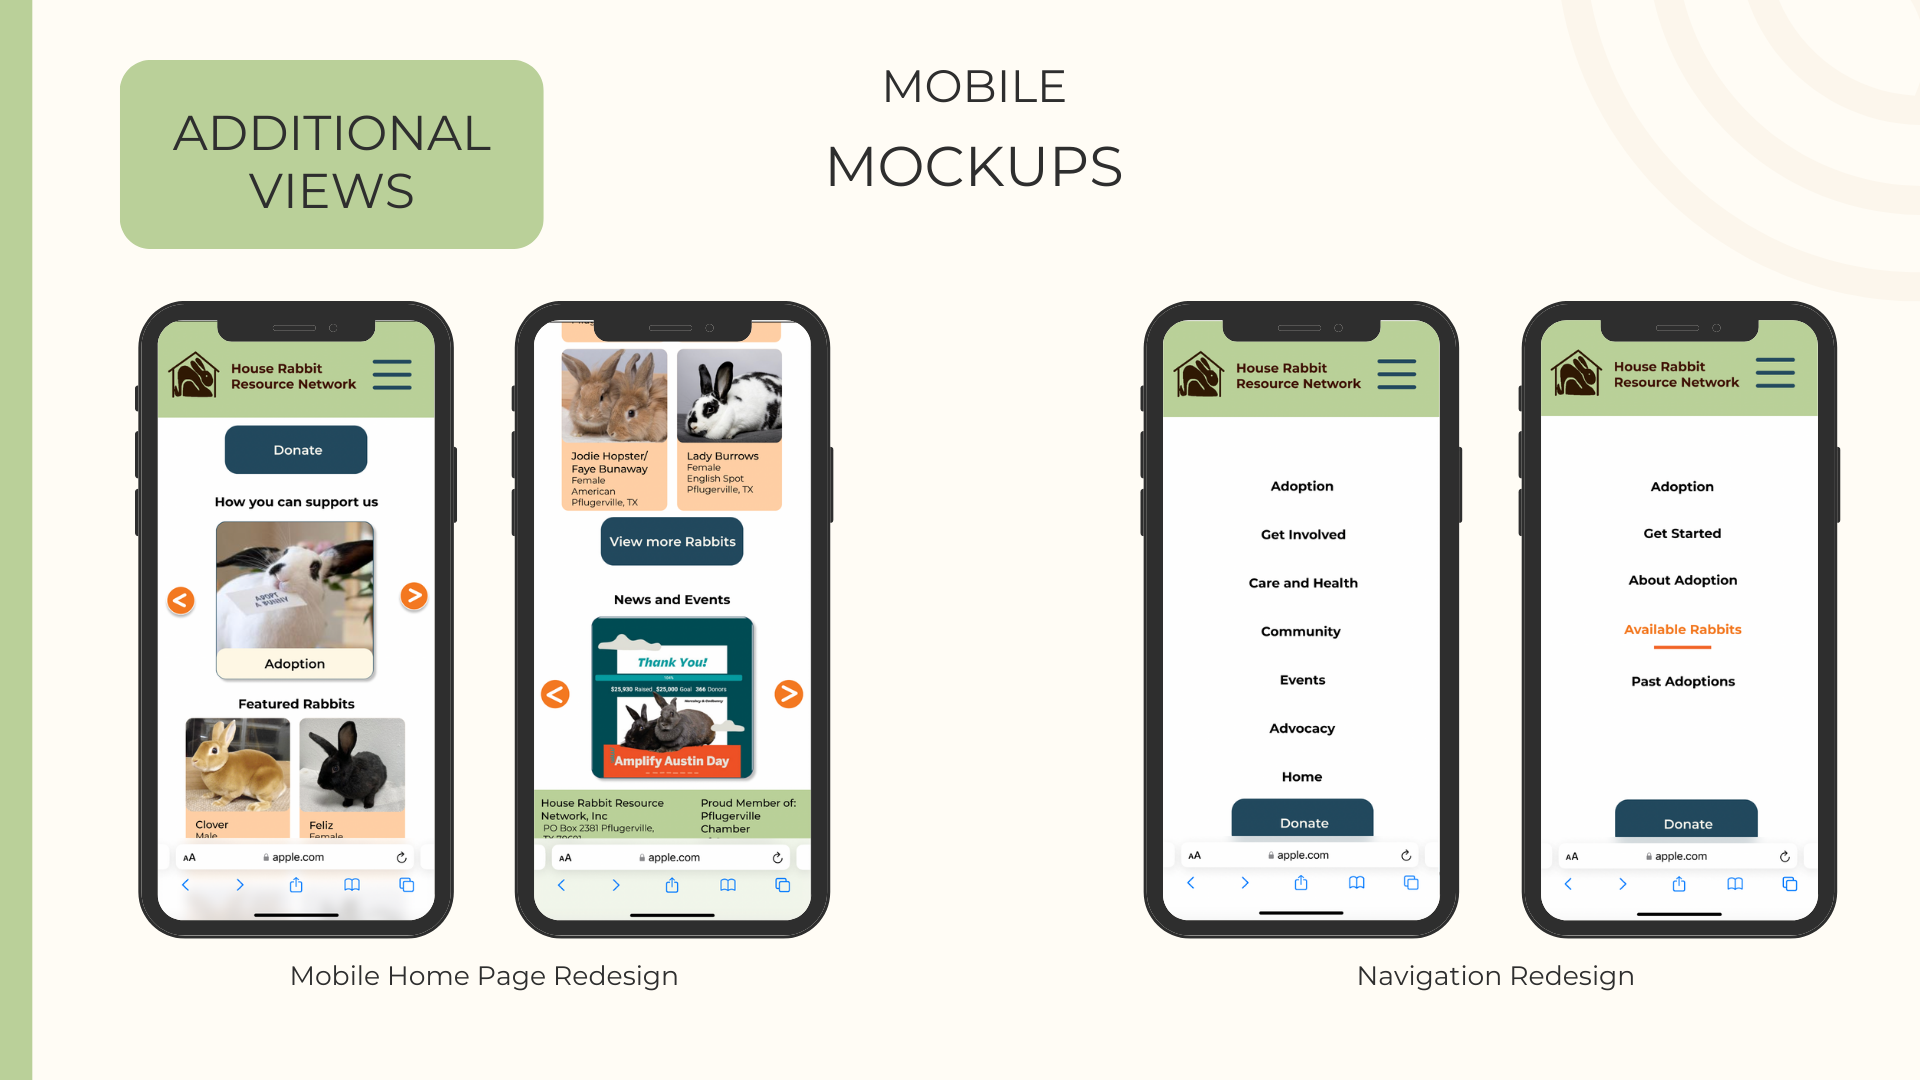 ADDITIONAL
VIEWS
MOBILE
MOCKUPS
House Rabbit
Resource Network
Donate
How you can support us
ADOPT
A BUNNY
<
>
Adoption
Featured Rabbits
Clover
Male
Feliz
Female
AA
apple.com
Jodie Hopster/
Faye Bunaway
Female
American
Pflugerville, TX
Lady Burrows
Female
English Spot
Pflugerville, TX
View more Rabbits
News and Events
<
>
Thank You!
$25,930 Raised $25,000 Goal 366 Donors
Amplify Austin Day
House Rabbit Resource
Network, Inc
PO Box 2381 Pflugerville,
Proud Member of:
Pflugerville
Chamber
AA
apple.com
Mobile Home Page Redesign
House Rabbit
Resource Network
Adoption
Get Involved
Care and Health
Community
Events
Advocacy
Home
Donate
AA
apple.com
House Rabbit
Resource Network
Adoption
Get Started
About Adoption
Available Rabbits
Past Adoptions
Donate
AA
apple.com
Navigation Redesign